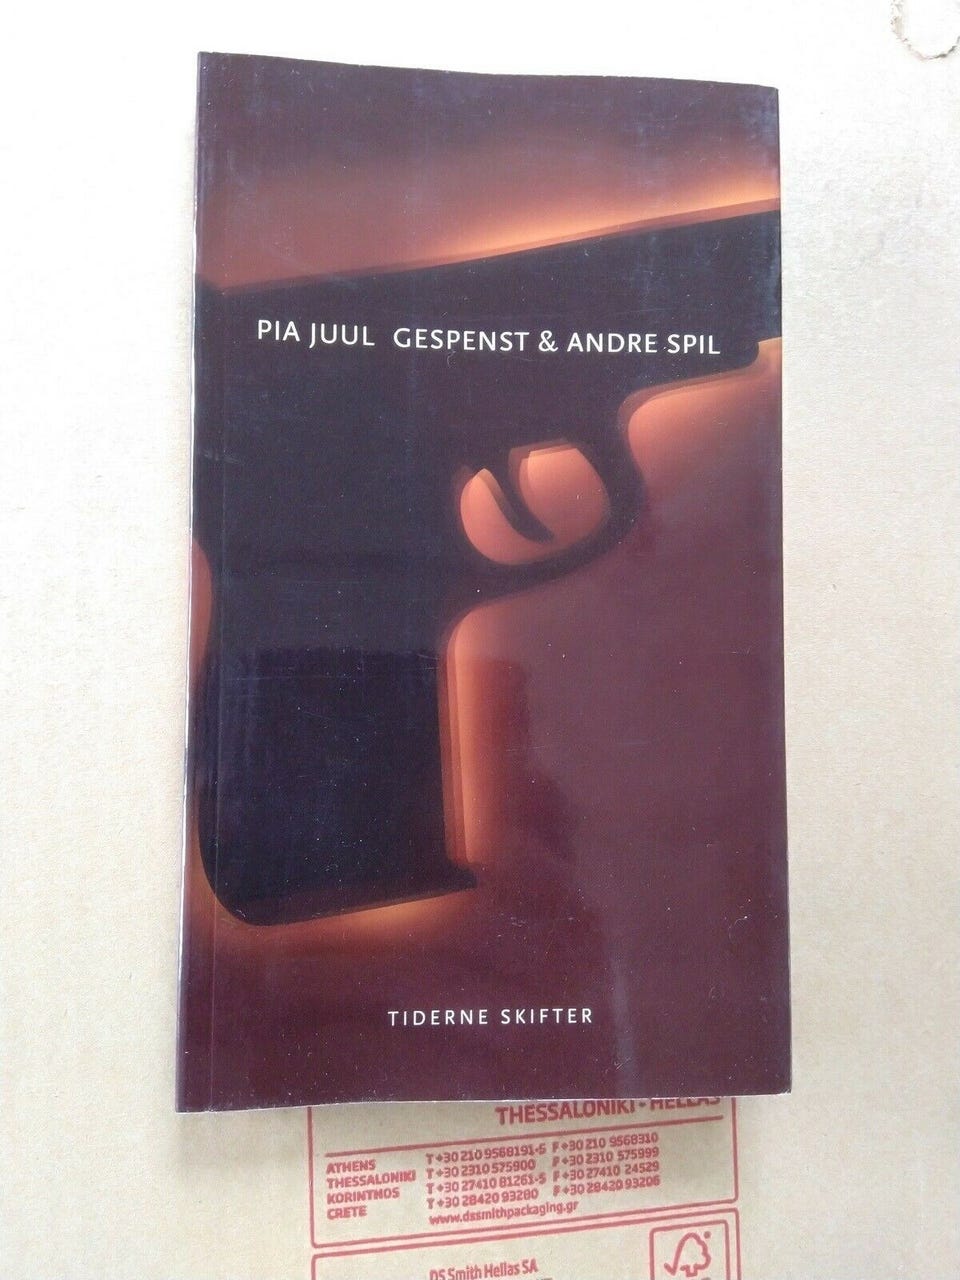 PIA JUUL GESPENST & ANDRE SPIL
TIDERNE SKIFTER
THESSALONIKI - HELLAS
ATHENS T+30 210 9568191-5 F+30 210 9568310
THESSALONIKI T+30 2310 575900 F+30 2310 575999
KORINTHOS T+30 27410 81261-5 F+30 27410 24529
CRETE T+30 28420 93280 F+30 28420 93206
www.dssmithpackaging.gr
DS Smith Hellas SA